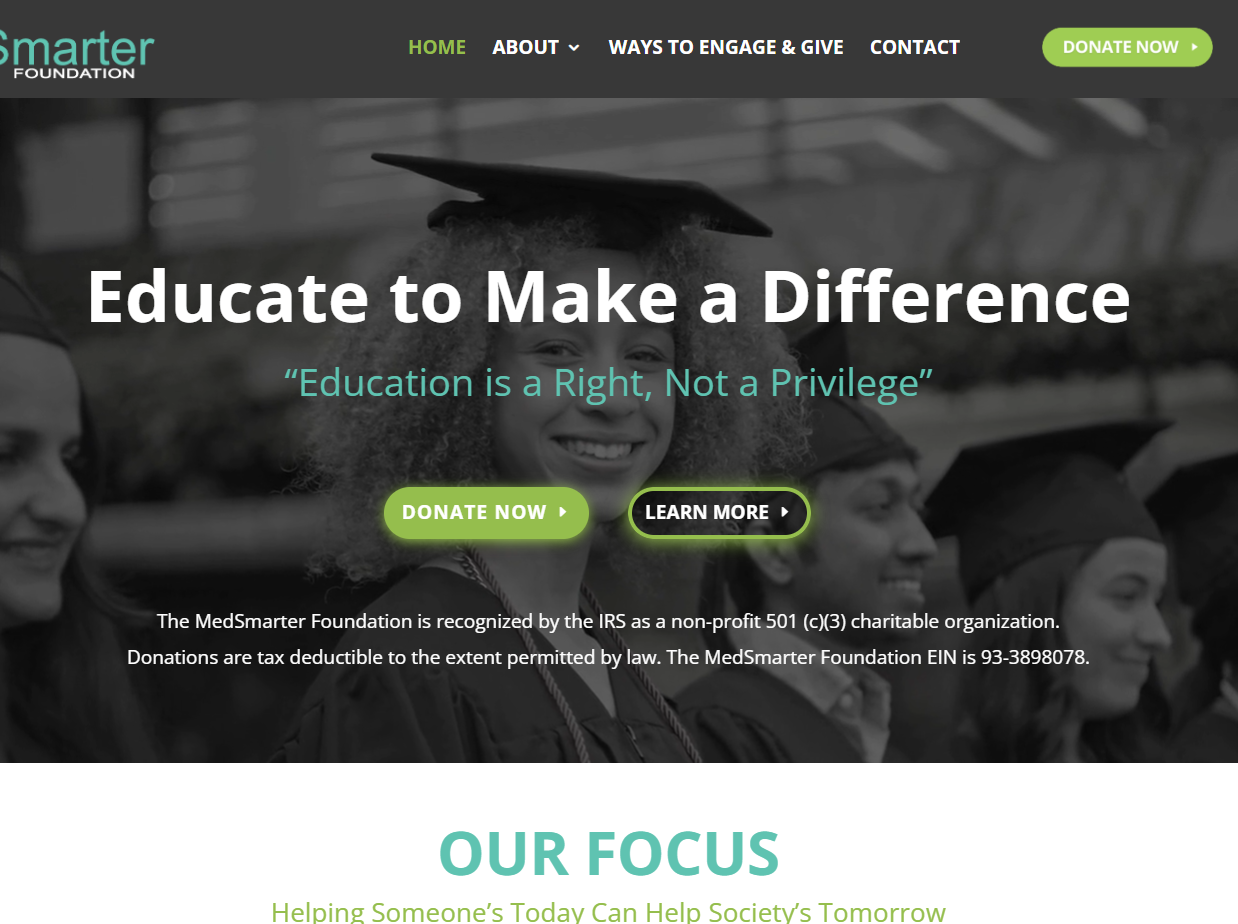 Smarter
FOUNDATION
HOME ABOUT WAYS TO ENGAGE & GIVE CONTACT DONATE NOW
Educate to Make a Difference
“Education is a Right, Not a Privilege”
DONATE NOW LEARN MORE
The MedSmarter Foundation is recognized by the IRS as a non-profit 501 (c)(3) charitable organization.
Donations are tax deductible to the extent permitted by law. The MedSmarter Foundation EIN is 93-3898078.
OUR FOCUS
Helping Someone’s Today Can Help Society’s Tomorrow